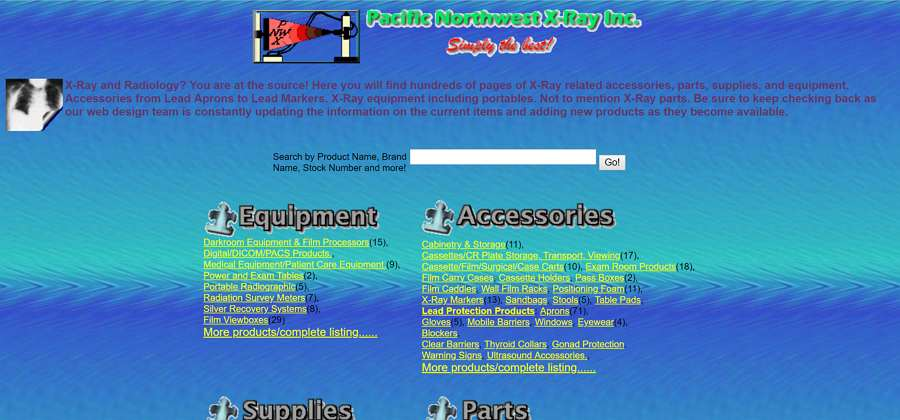 Pacific Northwest X-Ray Inc.
P
NW
X
Simply the best!
X-Ray and Radiology? You are at the source! Here you will find hundreds of pages of X-Ray related accessories, parts, supplies, and equipment.
Accessories from Lead Aprons to Lead Markers. X-Ray equipment including portables. Not to mention X-Ray parts. Be sure to keep checking back as
our web design team is constantly updating the information on the current items and adding new products as they become available.
Search by Product Name, Brand
Name, Stock Number and more!
Go!
Equipment
Darkroom Equipment & Film Processors(15),
Digital/DICOM/PACS Products,
Medical Equipment/Patient Care Equipment (9),
Power and Exam Tables(2),
Portable Radiographic(5),
Radiation Survey Meters(7),
Silver Recovery Systems(8),
Film Viewboxes(29)
More products/complete listing......
Accessories
Cabinetry & Storage(11),
Cassettes/CR Plate Storage, Transport, Viewing(17),
Cassette/Film/Surgical/Case Carts(10), Exam Room Products(18),
Film Carry Cases, Cassette Holders, Pass Boxes(2),
Film Caddies, Wall Film Racks, Positioning Foam(11),
X-Ray Markers(13), Sandbags, Stools(5), Table Pads,
Lead Protection Products, Aprons(71),
Gloves(5), Mobile Barriers, Windows, Eyewear(4),
Blockers,
Clear Barriers, Thyroid Collars, Gonad Protection,
Warning Signs, Ultrasound Accessories,
More products/complete listing......
Supplies
Parts